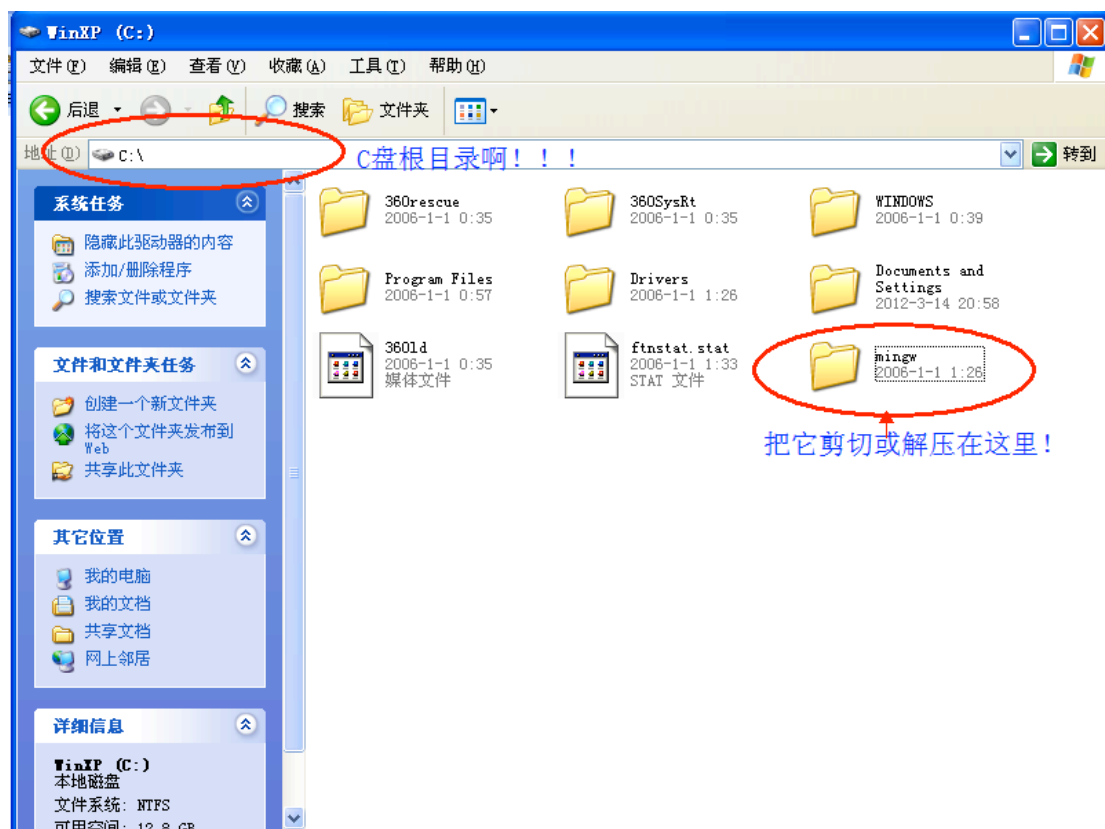 WinXP (C:)
文件(F) 编辑(E) 查看(V) 收藏(A) 工具(T) 帮助(H)
后退 搜索 文件夹
地址(D) C:\ 转到
C盘根目录啊！！！
系统任务
隐藏此驱动器的内容
添加/删除程序
搜索文件或文件夹
文件和文件夹任务
创建一个新文件夹
将这个文件夹发布到
Web
共享此文件夹
其它位置
我的电脑
我的文档
共享文档
网上邻居
详细信息
WinXP (C:)
本地磁盘
文件系统: NTFS
可用空间: 12.8 GB
360rescue
2006-1-1 0:35
360SysRt
2006-1-1 0:35
WINDOWS
2006-1-1 0:39
Program Files
2006-1-1 0:57
Drivers
2006-1-1 1:26
Documents and
Settings
2012-3-14 20:58
360ld
2006-1-1 0:35
媒体文件
ftnstat.stat
2006-1-1 1:33
STAT 文件
mingw
2006-1-1 1:26
把它剪切或解压在这里！